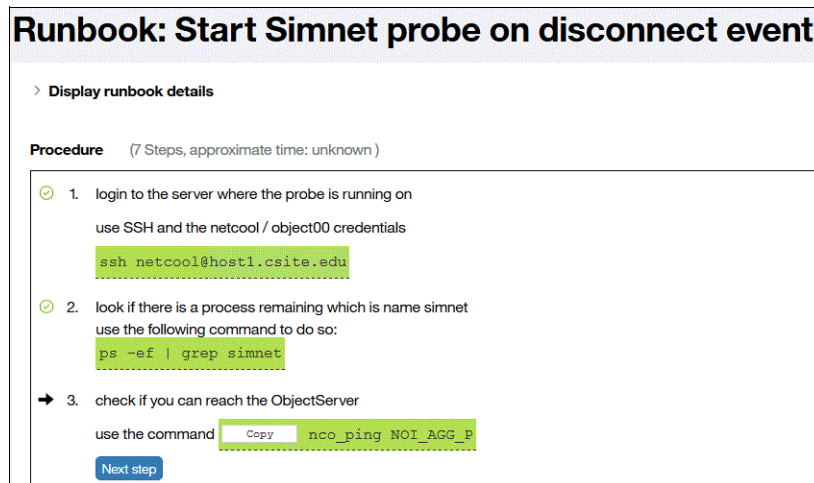 Runbook: Start Simnet probe on disconnect event
> Display runbook details
Procedure (7 Steps, approximate time: unknown )
1. login to the server where the probe is running on
use SSH and the netcool / object00 credentials
ssh netcool@host1.csite.edu
2. look if there is a process remaining which is name simnet
use the following command to do so:
ps -ef | grep simnet
3. check if you can reach the ObjectServer
use the command Copy nco_ping NOI_AGG_P
Next step